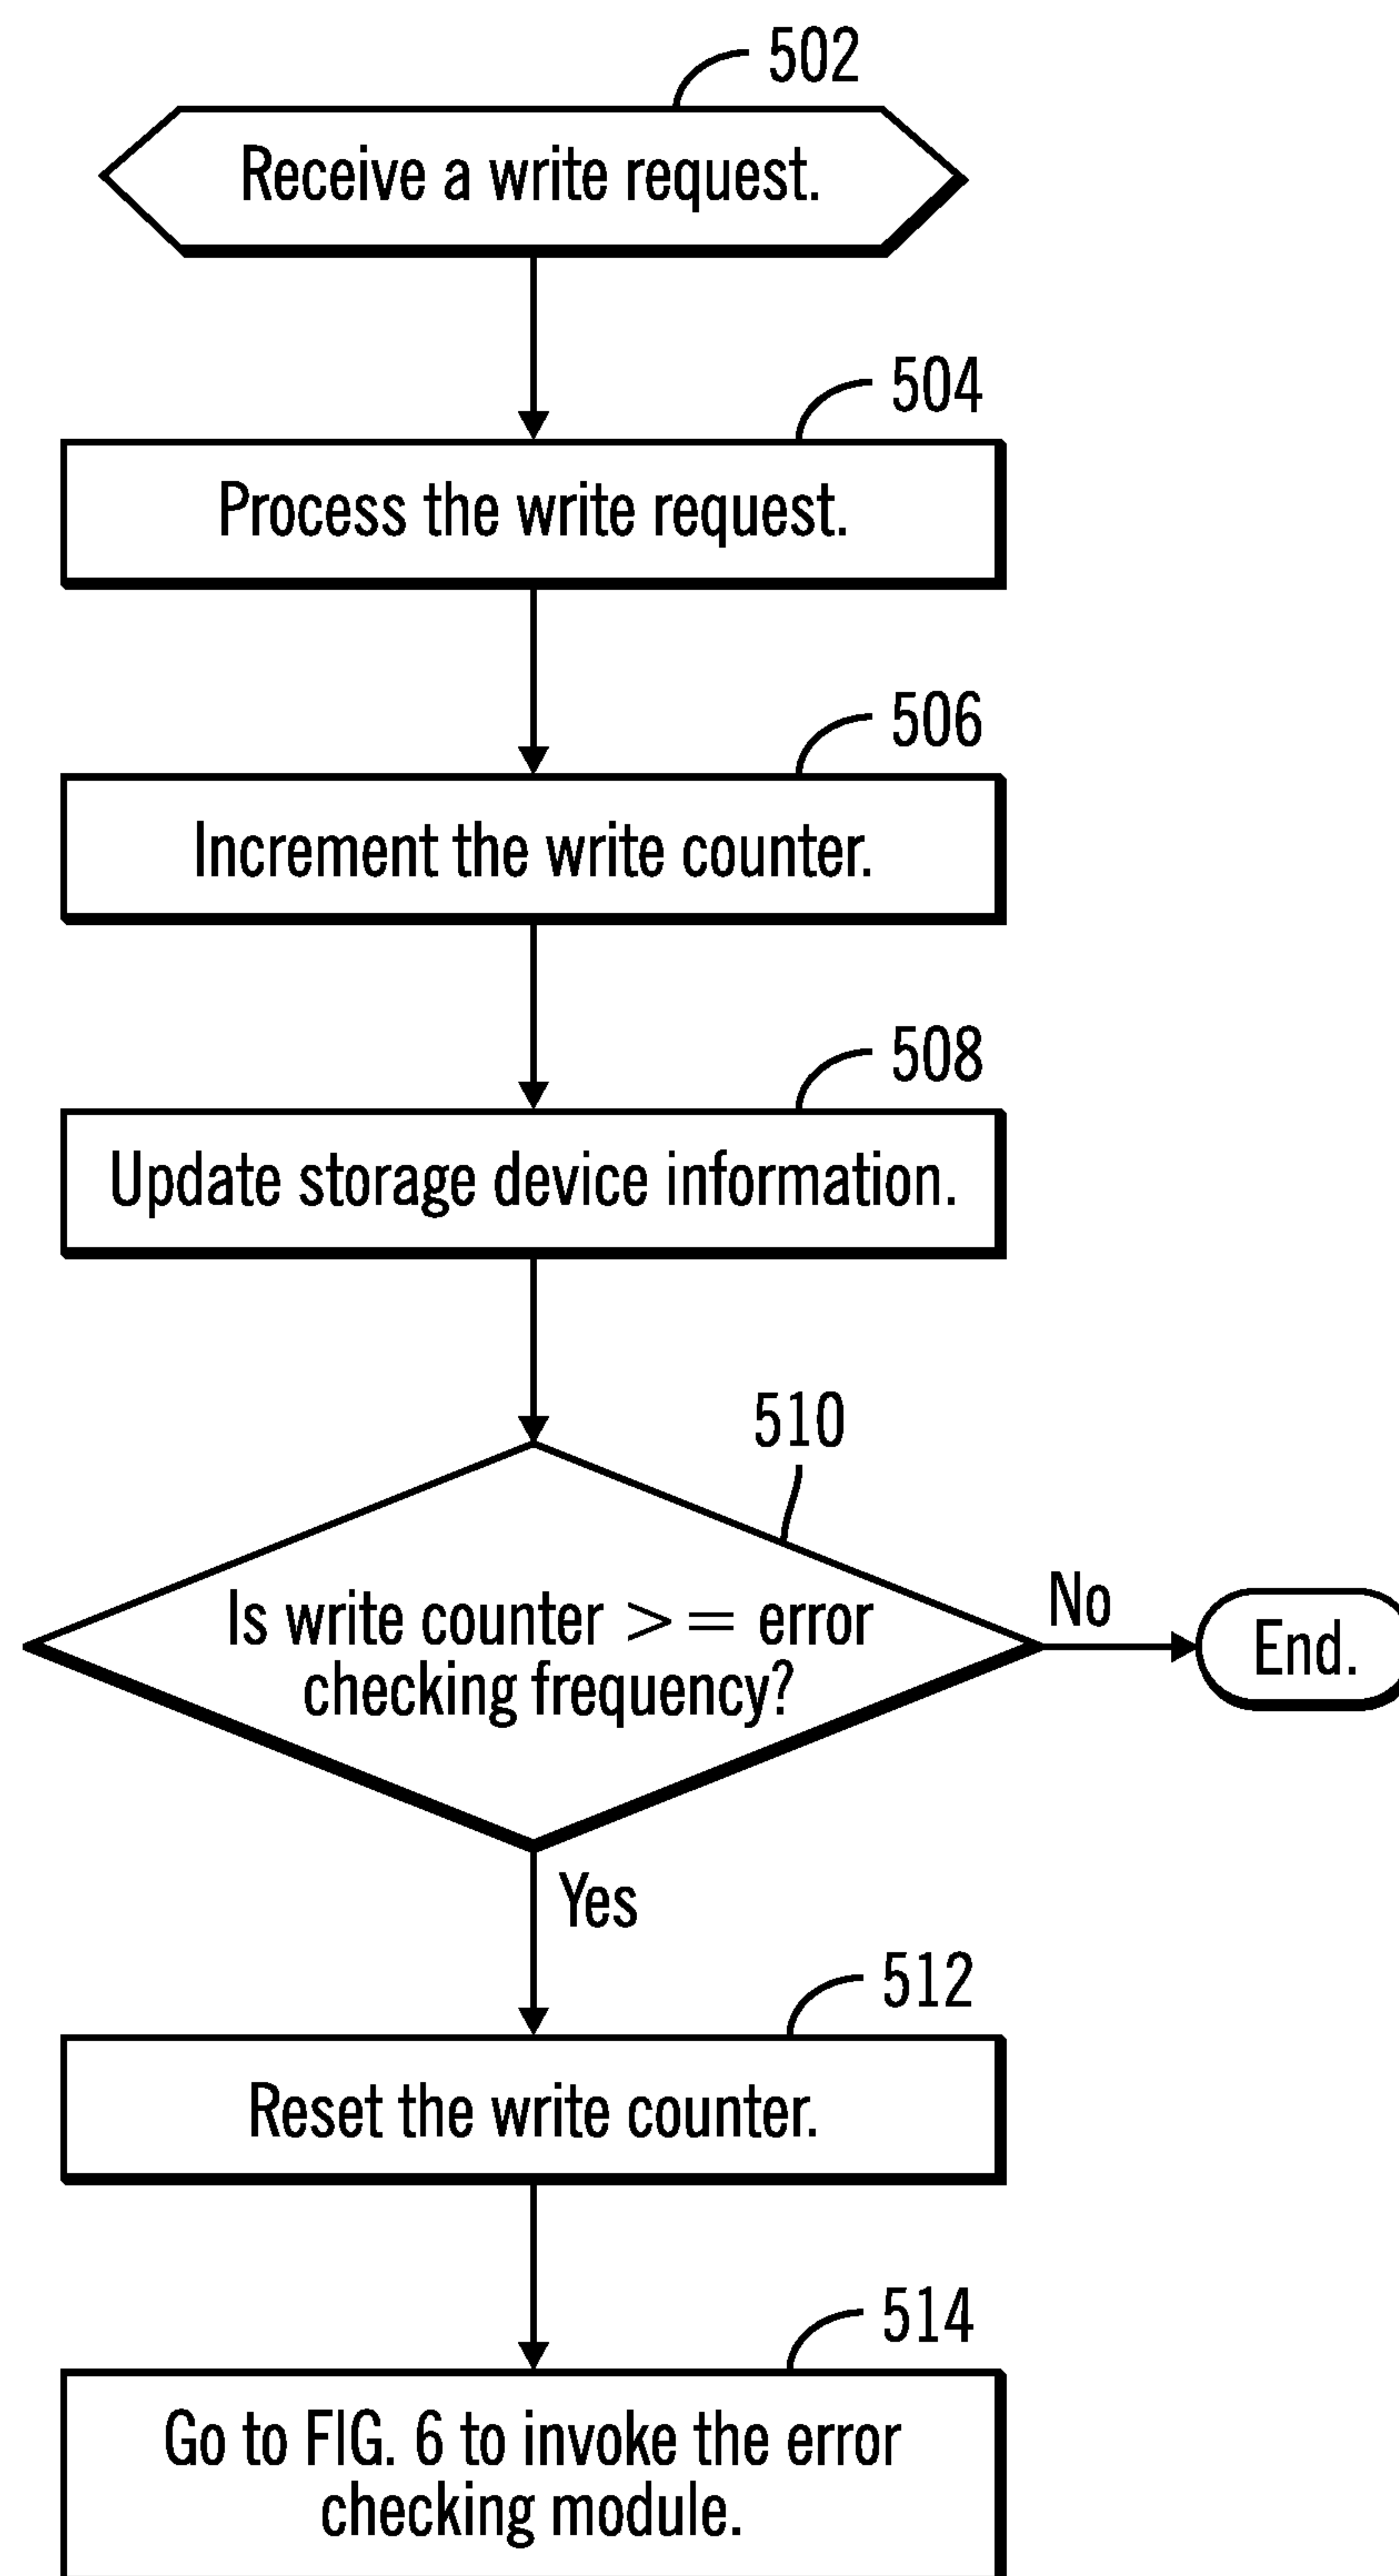 502
Receive a write request.
504
Process the write request.
506
Increment the write counter.
508
Update storage device information.
510
Is write counter >= error
checking frequency?
No
End.
Yes
512
Reset the write counter.
514
Go to FIG. 6 to invoke the error
checking module.